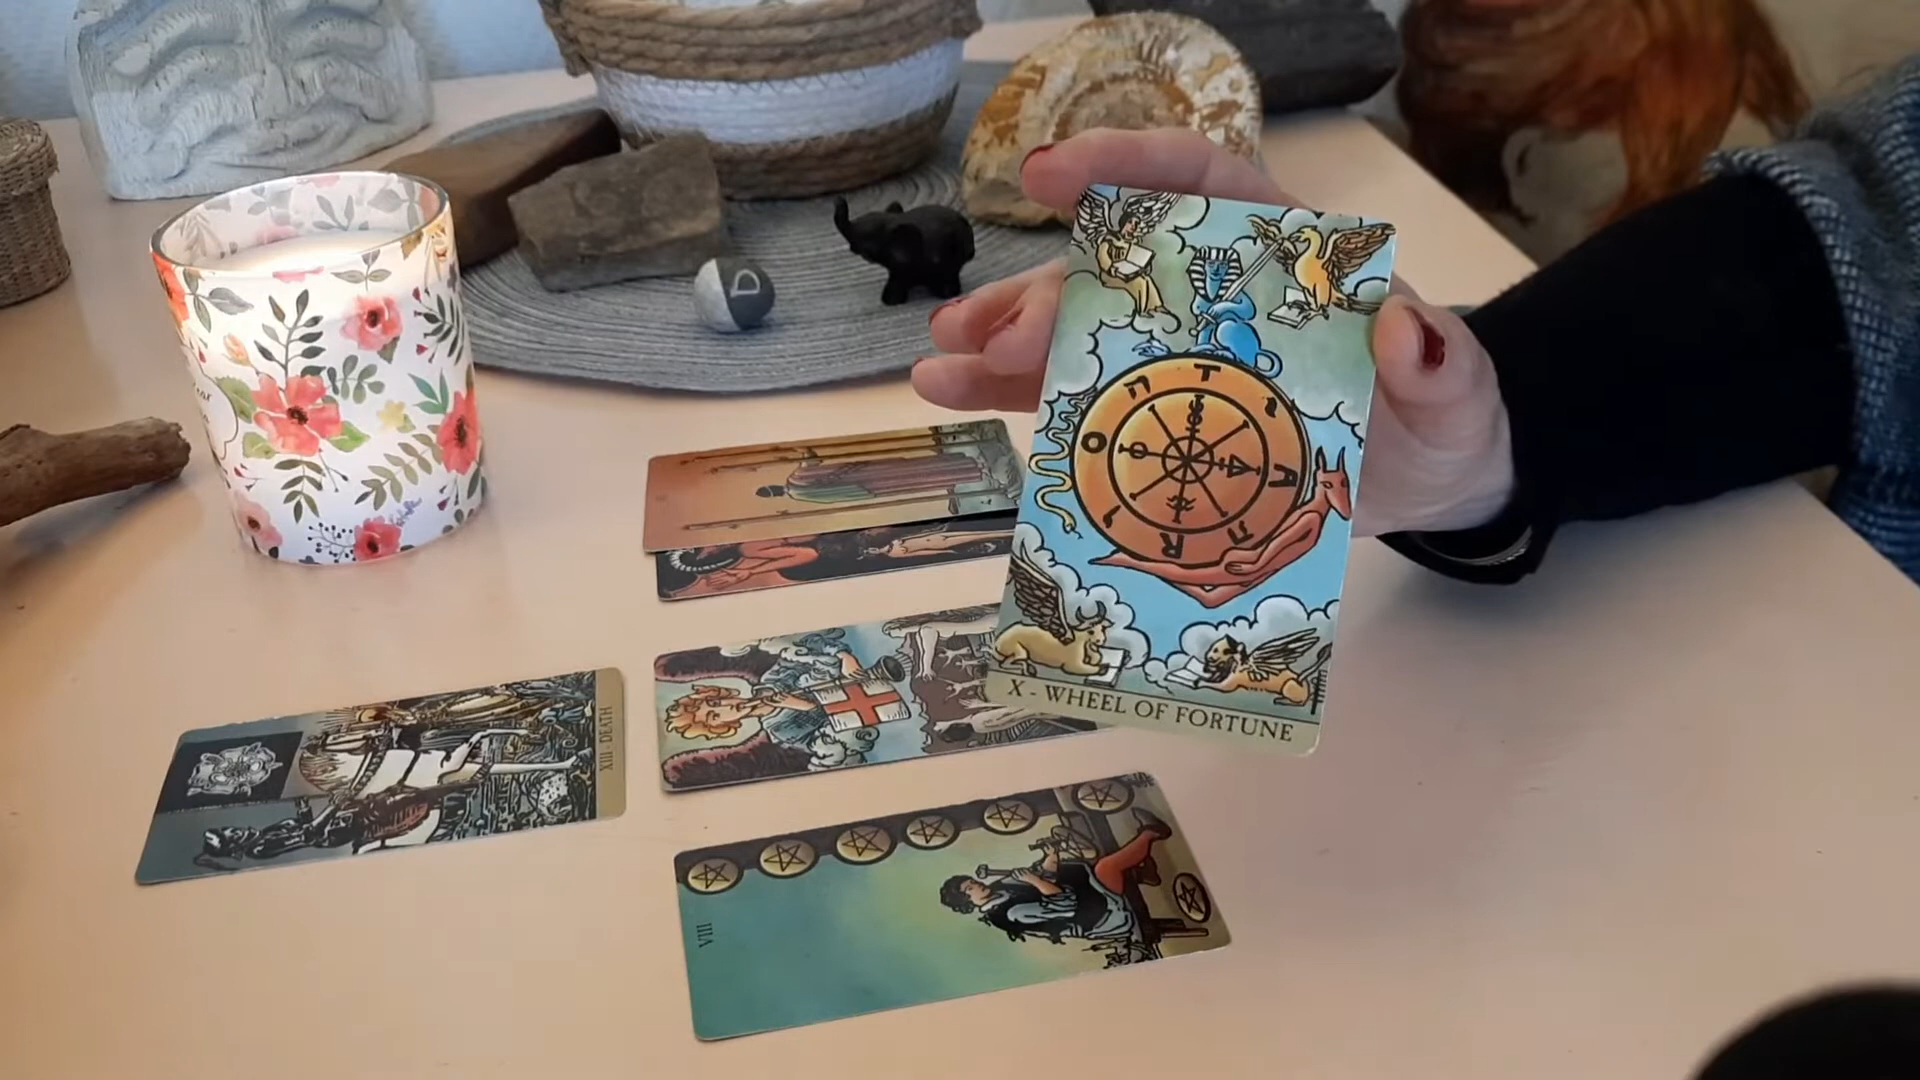 X - WHEEL OF FORTUNE
T
A
R
O
XIII - DEATH
VIII
D